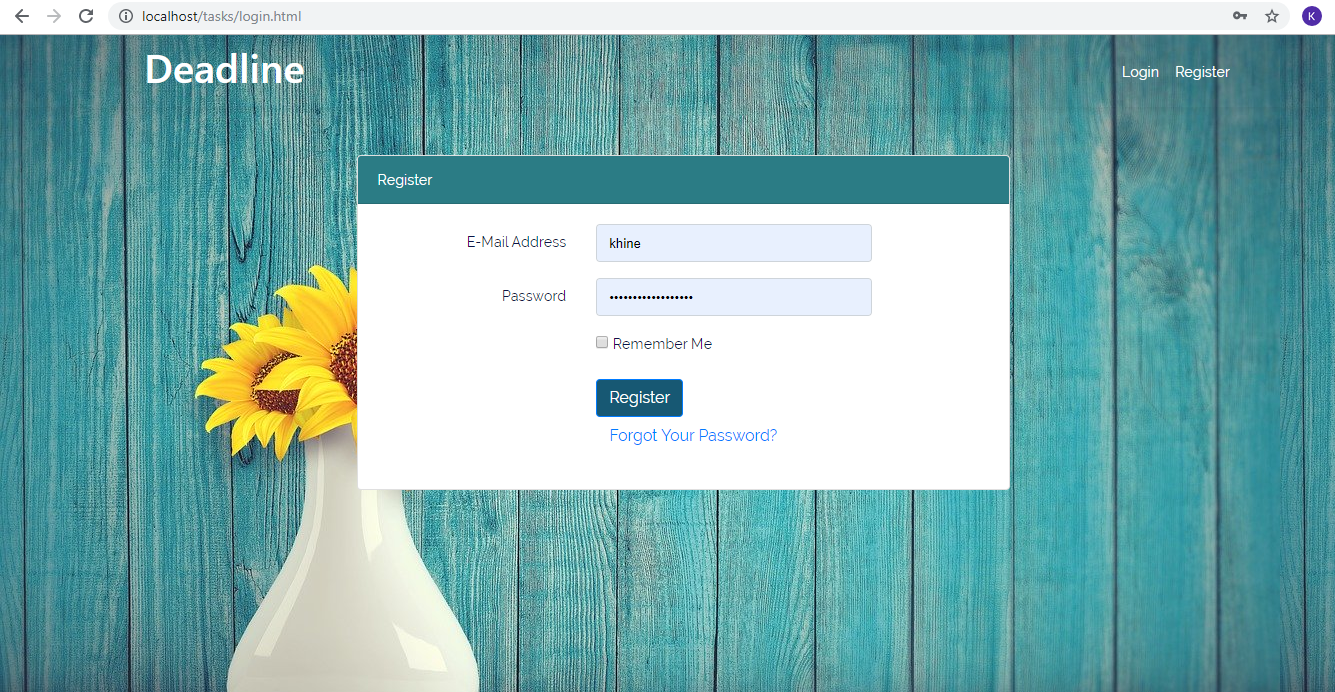 localhost/tasks/login.html
K
Deadline
Login Register
Register
E-Mail Address khine
Password ••••••••••••••••••
Remember Me
Register
Forgot Your Password?